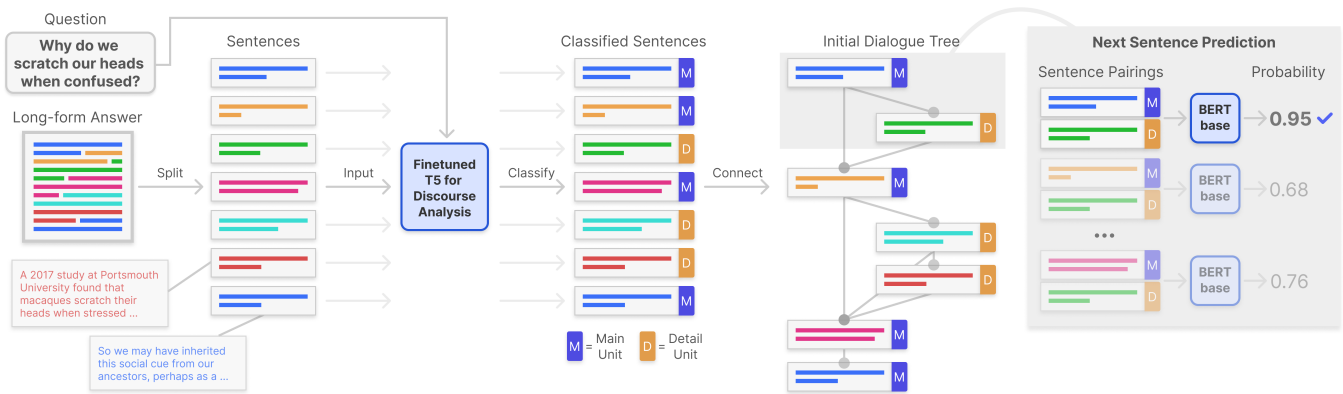 Question
Why do we
scratch our heads
when confused?
Long-form Answer
A 2017 study at Portsmouth
University found that
macaques scratch their
heads when stressed ...
So we may have inherited
this social cue from our
ancestors, perhaps as a ...
Split
Sentences
Input
Finetuned
T5 for
Discourse
Analysis
Classify
Classified Sentences
M
M
D
M
D
D
M
M = Main
Unit
D = Detail
Unit
Connect
Initial Dialogue Tree
M
D
M
D
D
M
M
Next Sentence Prediction
Sentence Pairings
Probability
M
D
BERT
base
0.95
M
D
BERT
base
0.68
...
M
D
BERT
base
0.76